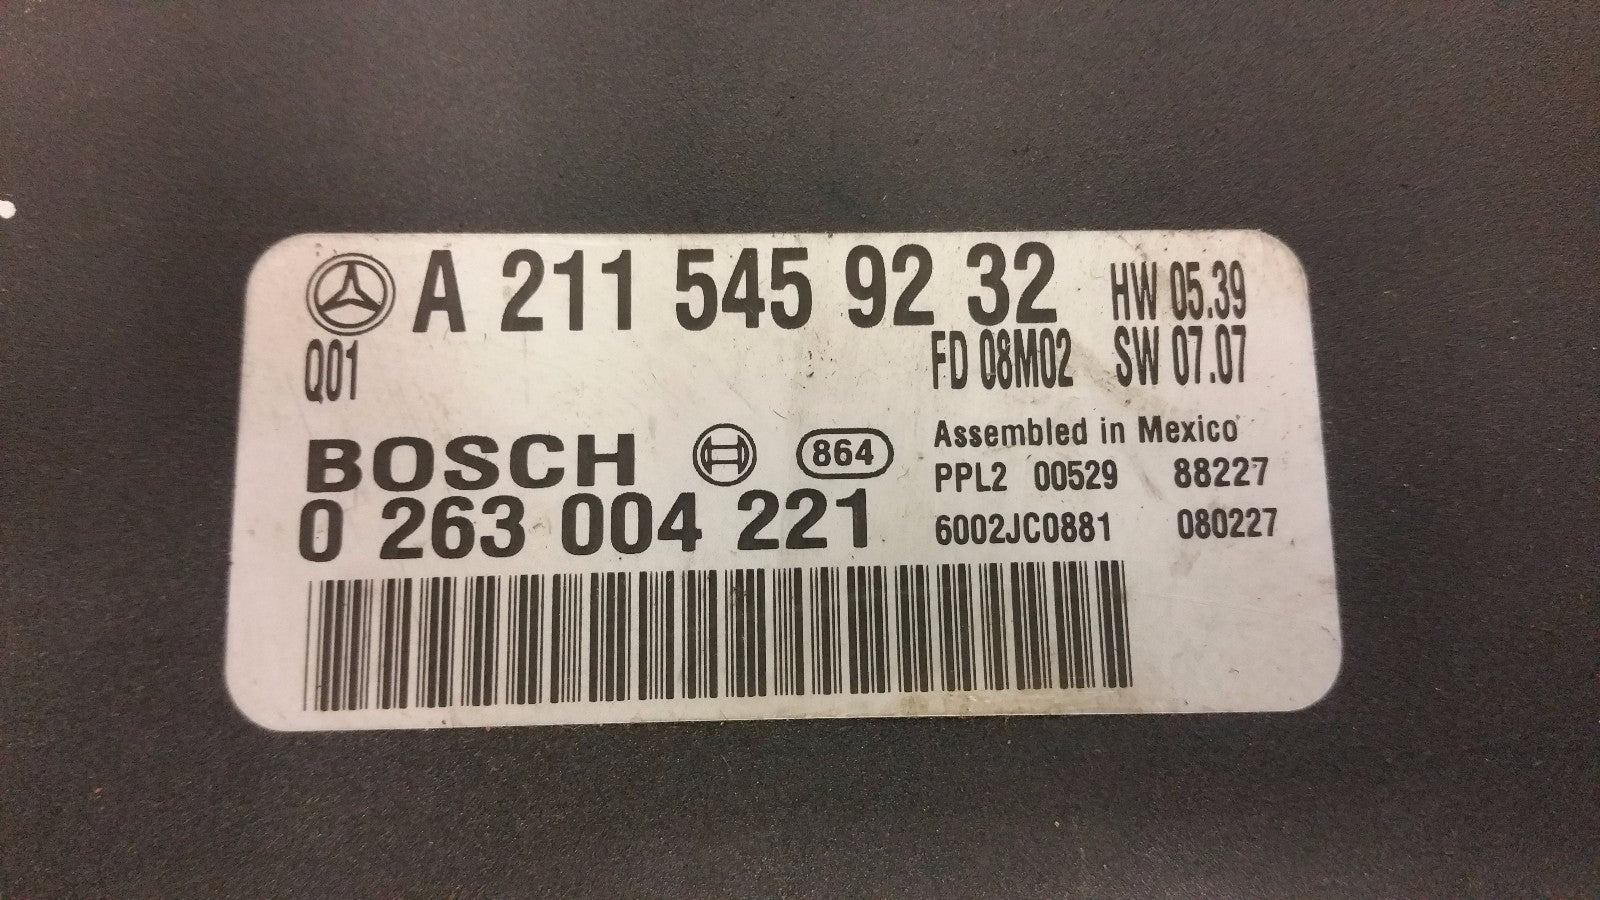 A 211 545 92 32 HW 05.39
Q01 FD 08M02 SW 07.07
BOSCH 864 Assembled in Mexico
PPL2 00529 88227
0 263 004 221 6002JC0881 080227